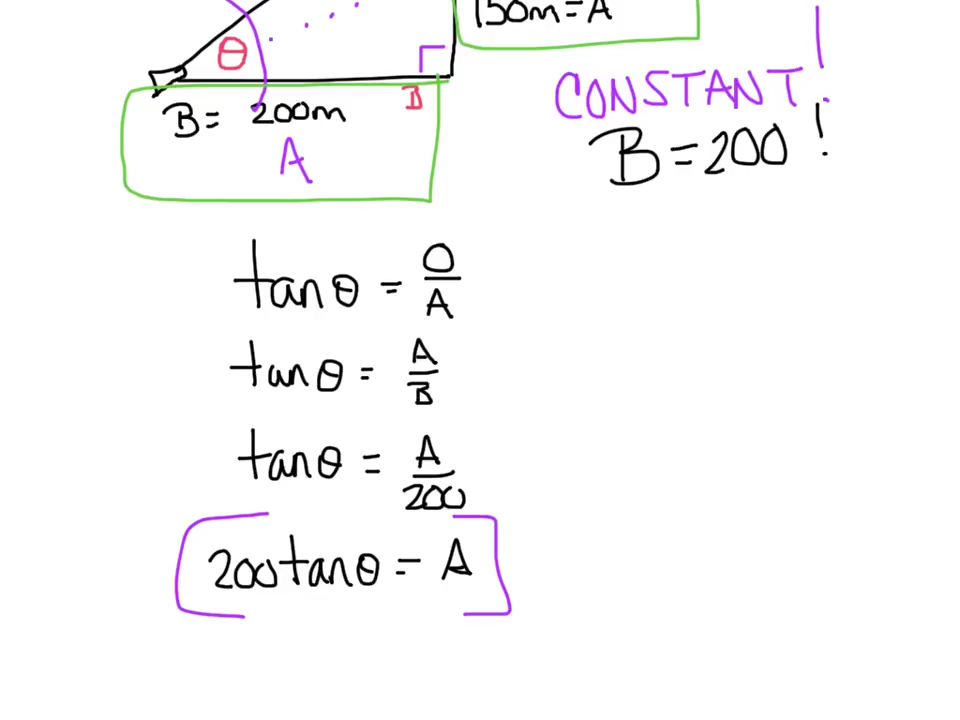 150m = A
θ
B
B = 200m
A
CONSTANT!
B = 200!
tanθ = O/A
tanθ = A/B
tanθ = A/200
200tanθ = A